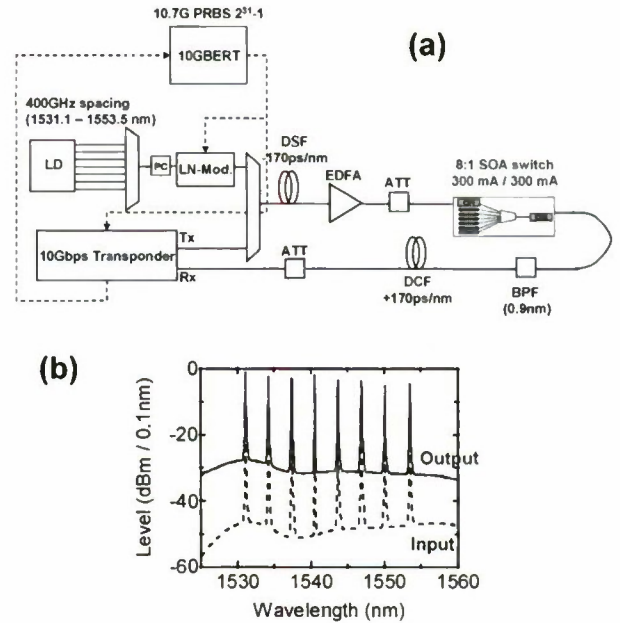 10.7G PRBS 2³¹-1
(a)
10GBERT
400GHz spacing
(1531.1 – 1553.5 nm)
LD
PC
LN-Mod.
DSF
-170ps/nm
EDFA
ATT
8:1 SOA switch
300 mA / 300 mA
Tx
10Gbps Transponder
Rx
ATT
DCF
+170ps/nm
BPF
(0.9nm)
(b)
Level (dBm / 0.1nm)
0
-20
-40
-60
Output
Input
1530 1540 1550 1560
Wavelength (nm)